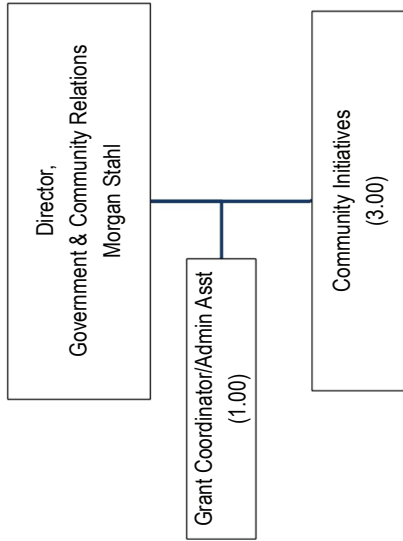 Director,
Government & Community Relations
Morgan Stahl
Grant Coordinator/Admin Asst
(1.00)
Community Initiatives
(3.00)